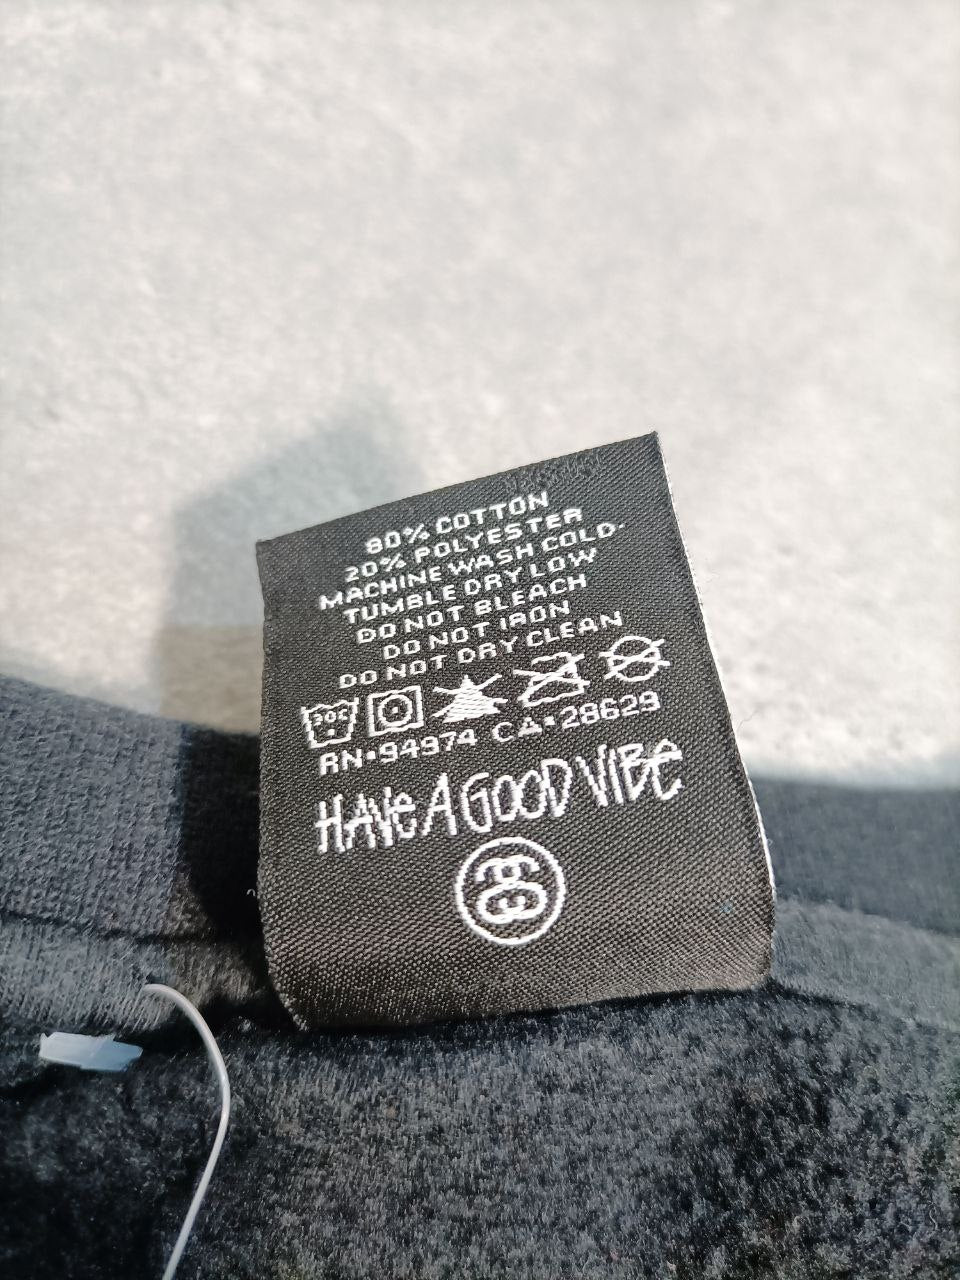 80% COTTON
20% POLYESTER
MACHINE WASH COLD
TUMBLE DRY LOW
DO NOT BLEACH
DO NOT IRON
DO NOT DRY CLEAN
30C
RN•94974 CA•28629
HAVE A GOOD VIBE